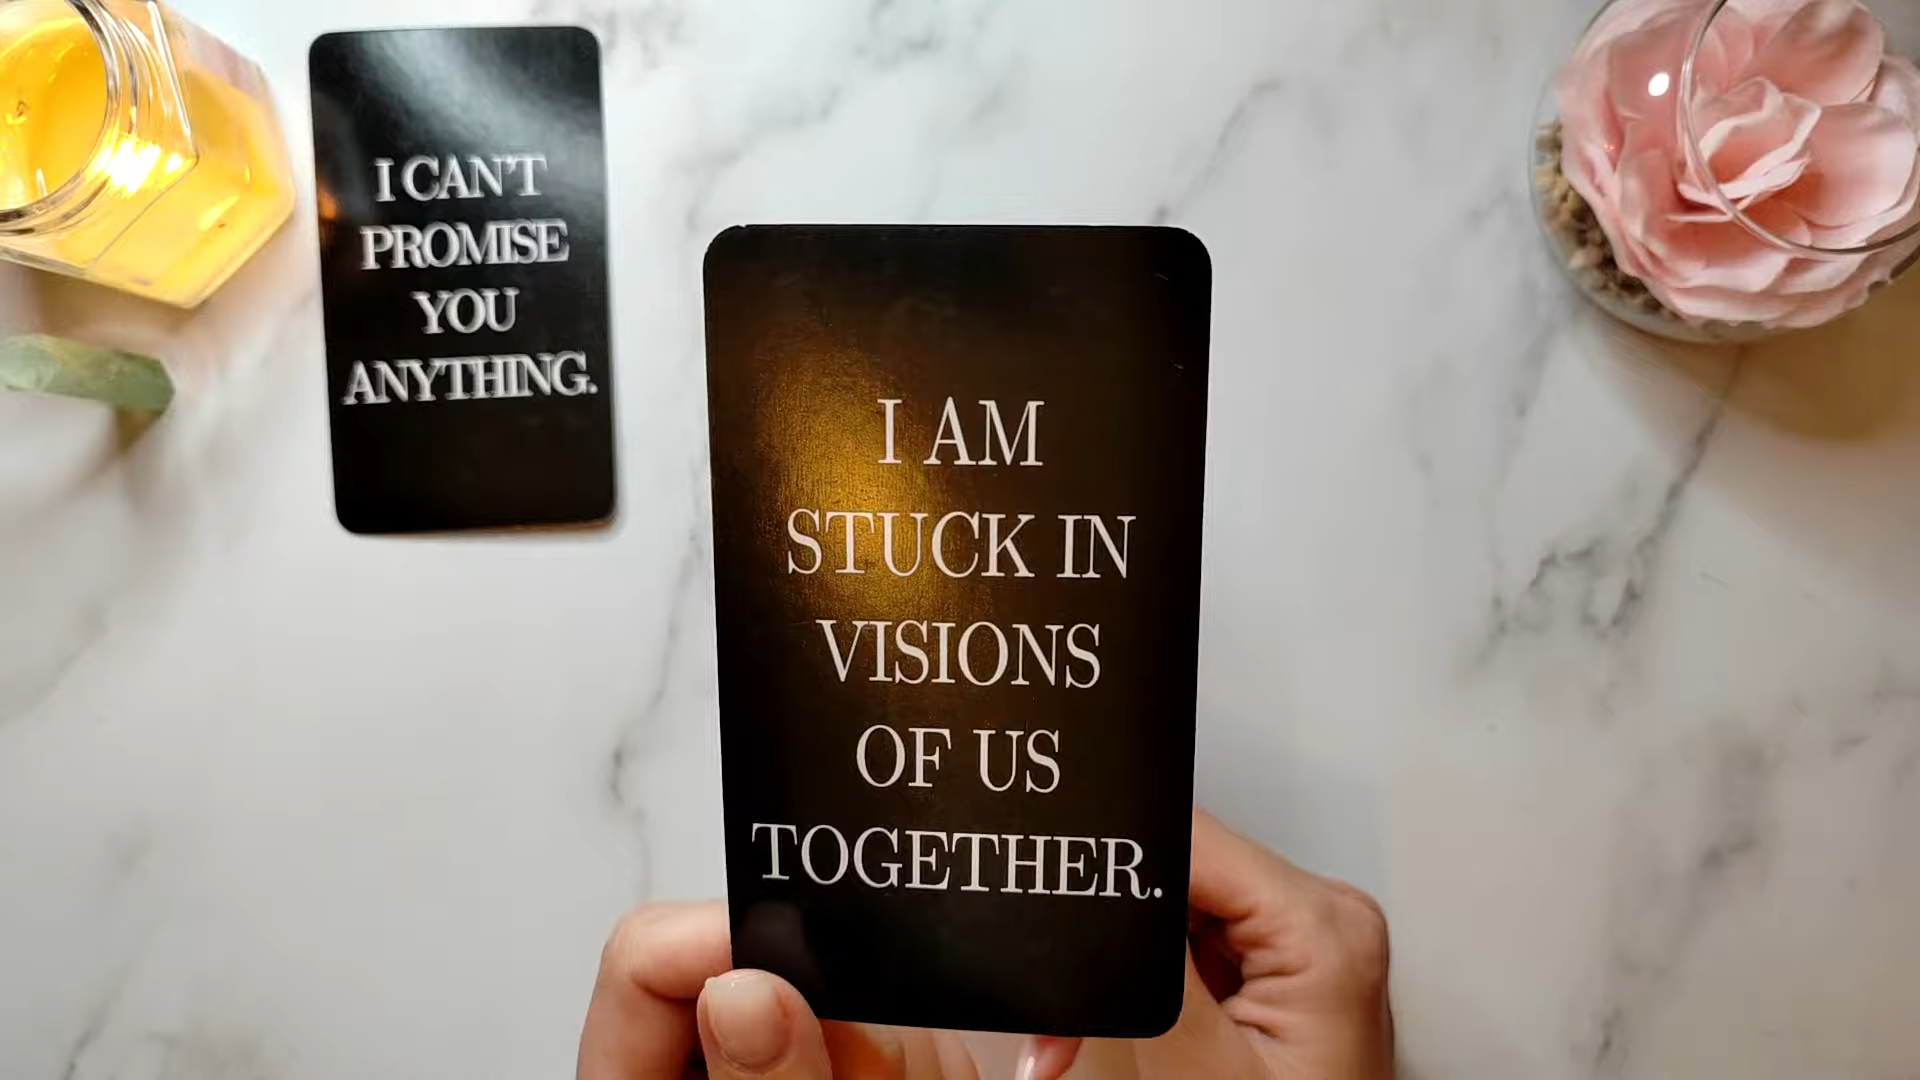 I CAN'T
PROMISE
YOU
ANYTHING.
I AM
STUCK IN
VISIONS
OF US
TOGETHER.